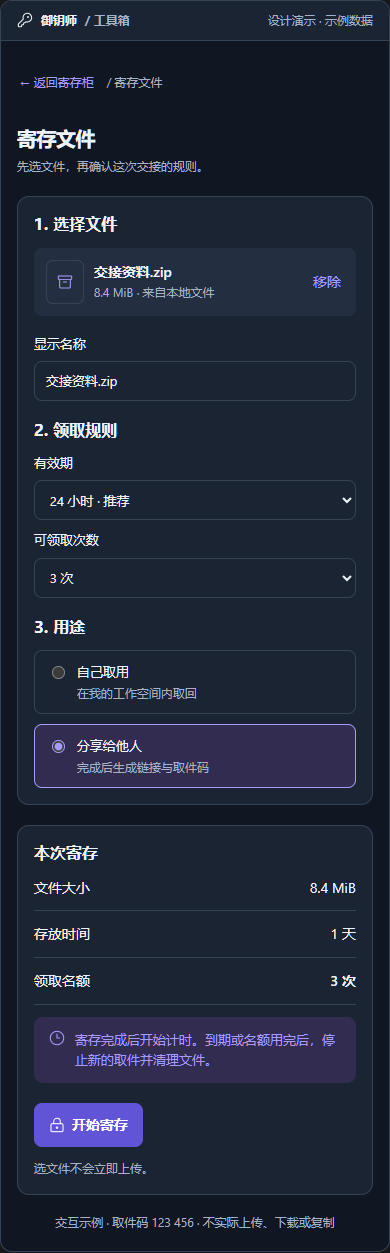 御钥师 / 工具箱 设计演示 · 示例数据
← 返回寄存柜 / 寄存文件
寄存文件
先选文件，再确认这次交接的规则。
1. 选择文件
交接资料.zip
8.4 MiB · 来自本地文件
移除
显示名称
交接资料.zip
2. 领取规则
有效期
24 小时 · 推荐
可领取次数
3 次
3. 用途
自己取用
在我的工作空间内取回
分享给他人
完成后生成链接与取件码
本次寄存
文件大小 8.4 MiB
存放时间 1 天
领取名额 3 次
寄存完成后开始计时。到期或名额用完后，停
止新的取件并清理文件。
开始寄存
选文件不会立即上传。
交互示例 · 取件码 123 456 · 不实际上传、下载或复制